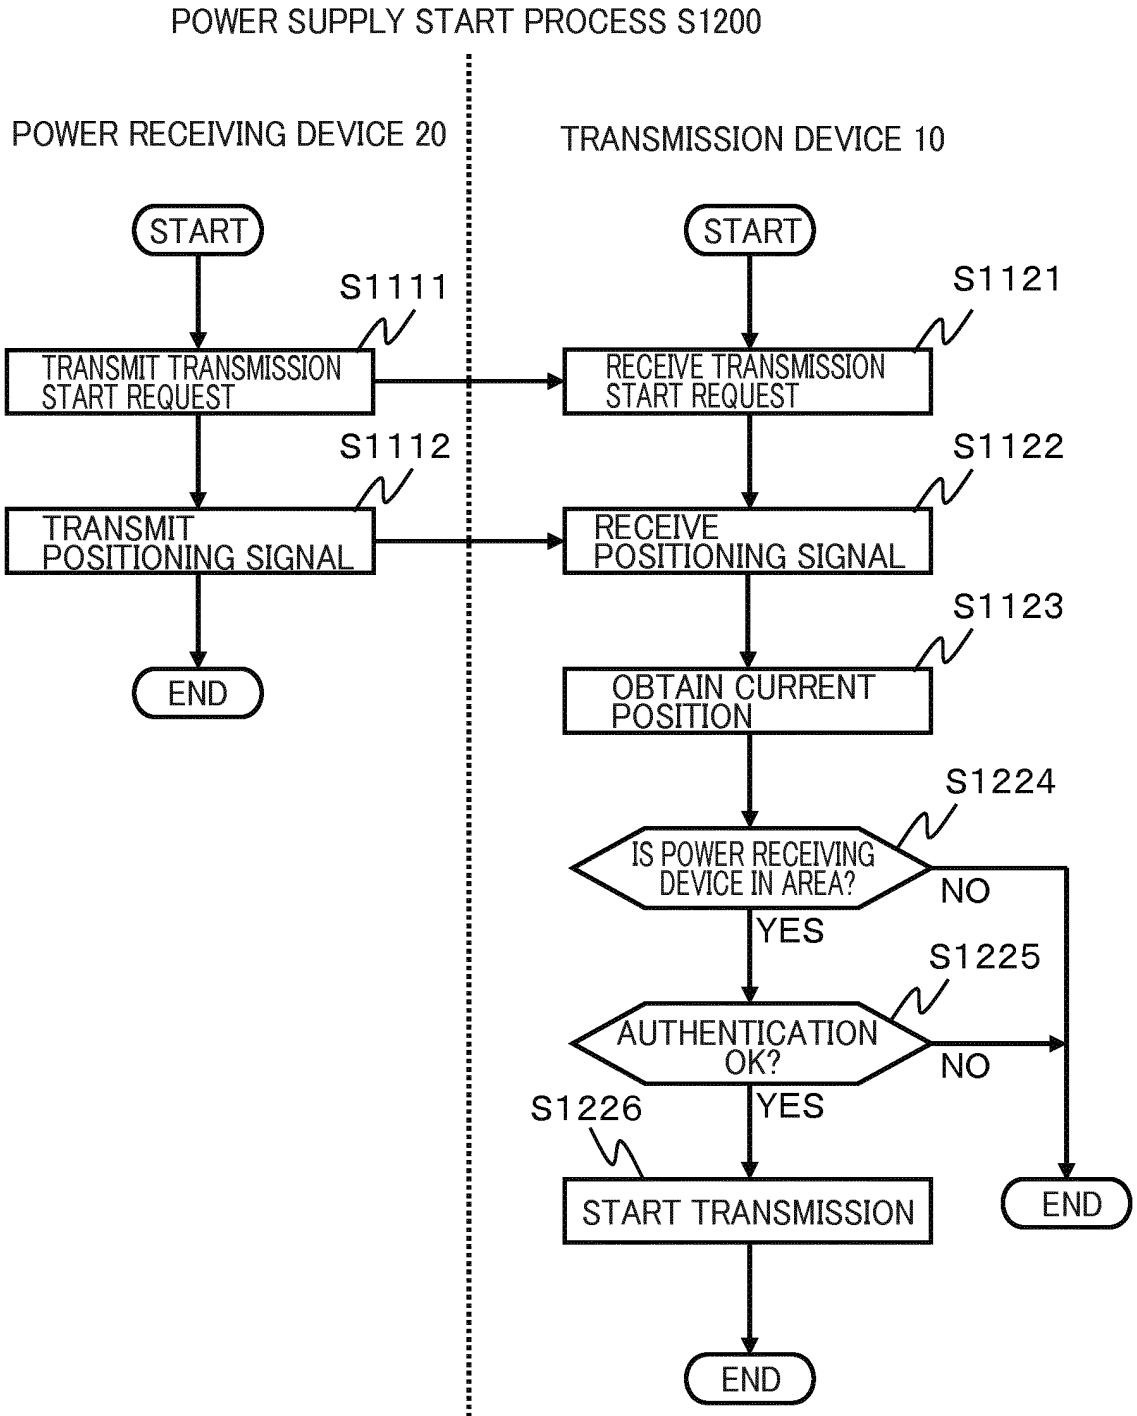 POWER SUPPLY START PROCESS S1200
POWER RECEIVING DEVICE 20
START
S1111
TRANSMIT TRANSMISSION
START REQUEST
S1112
TRANSMIT
POSITIONING SIGNAL
END
TRANSMISSION DEVICE 10
START
S1121
RECEIVE TRANSMISSION
START REQUEST
S1122
RECEIVE
POSITIONING SIGNAL
S1123
OBTAIN CURRENT
POSITION
S1224
IS POWER RECEIVING
DEVICE IN AREA?
NO
YES
S1225
AUTHENTICATION
OK?
NO
YES
S1226
START TRANSMISSION
END
END